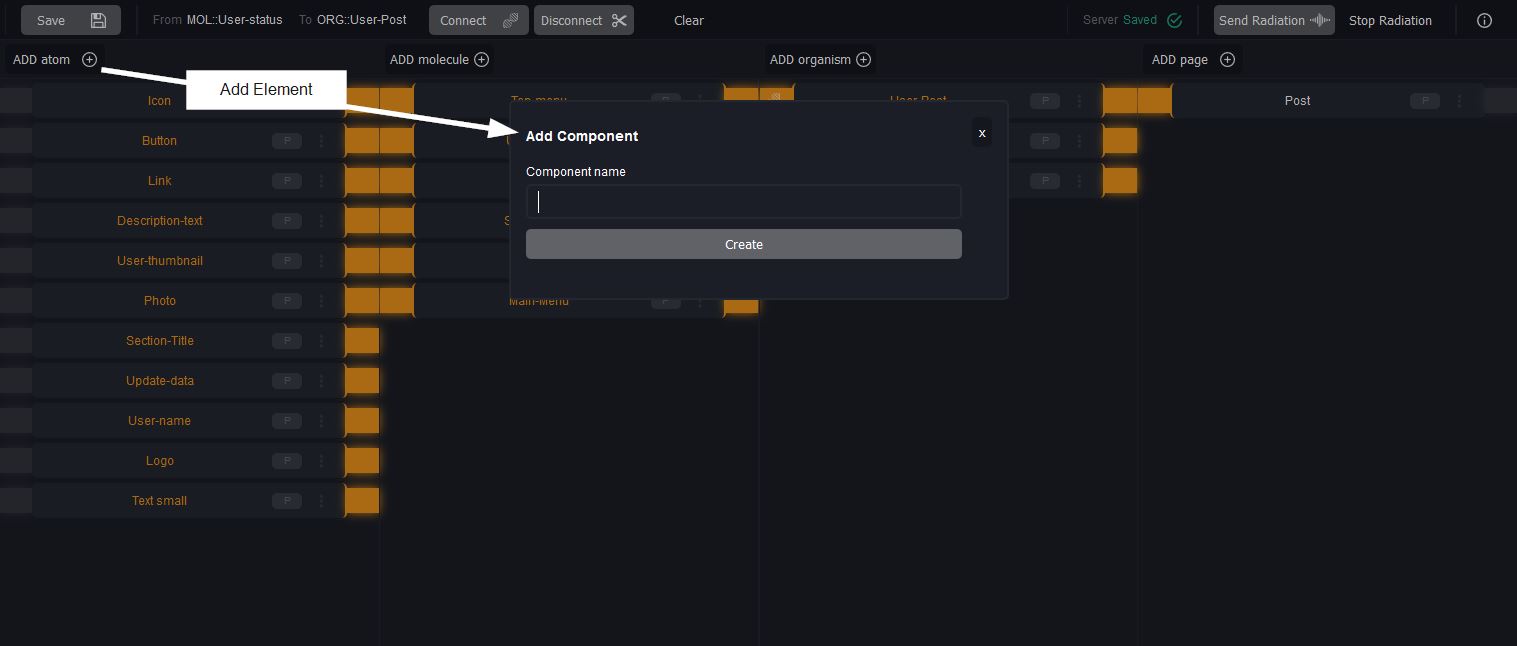 Save
From MOL::User-status To ORG::User-Post
Connect
Disconnect
Clear
Server Saved
Send Radiation
Stop Radiation
ADD atom
ADD molecule
ADD organism
ADD page
Add Element
Icon
Top-menu
User-Post
P
Post
P
Add Component
x
Component name
Create
Button
P
P
Link
P
P
Description-text
P
User-thumbnail
P
Photo
P
Main-Menu
P
Section-Title
P
Update-data
P
User-name
P
Logo
P
Text small
P